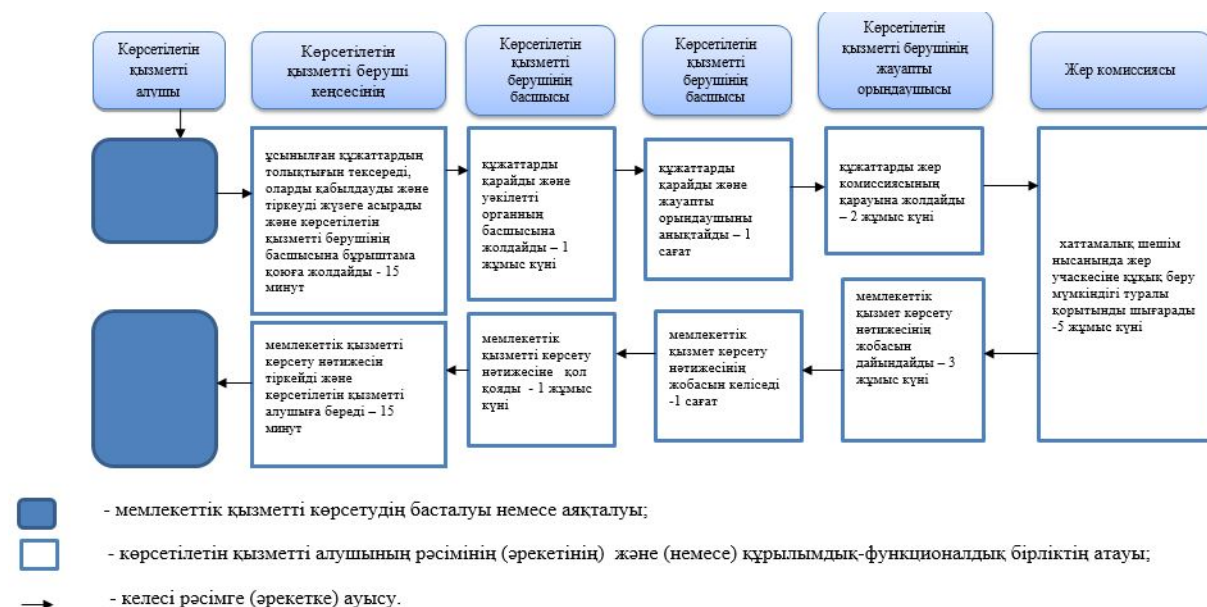 Көрсетілетін
қызметті
алушы
Көрсетілетін
қызметті беруші
кеңсесінің
Көрсетілетін
қызметті
берушінің
басшысы
Көрсетілетін
қызметті
берушінің
басшысы
Көрсетілетін
қызметті берушінің
жауапты
орындаушысы
Жер комиссиясы
ұсынылған құжаттардың
толықтығын тексереді,
оларды қабылдауды және
тіркеуді жүзеге асырады
және көрсетілетін
қызметті берушінің
басшысына бұрыштама
қоюға жолдайды - 15
минут
құжаттарды
қарайды және
уәкілетті
органның
басшысына
жолдайды – 1
жұмыс күні
құжаттарды
қарайды және
жауапты
орындаушыны
анықтайды – 1
сағат
құжаттарды жер
комиссиясының
қарауына жолдайды
– 2 жұмыс күні
хаттамалық шешім
нысанында жер
учаскесіне құқық беру
мүмкіндігі туралы
қорытынды шығарады
-5 жұмыс күні
мемлекеттік қызметті
көрсету нәтижесін
тіркейді және
көрсетілетін қызметті
алушыға береді – 15
минут
мемлекеттік
қызметті көрсету
нәтижесіне қол
қояды - 1 жұмыс
күні
мемлекеттік
қызмет көрсету
нәтижесінің
жобасын келіседі
-1 сағат
мемлекеттік
қызмет көрсету
нәтижесінің
жобасын
дайындайды – 3
жұмыс күні
- мемлекеттік қызметті көрсетудің басталуы немесе аяқталуы;
- көрсетілетін қызметті алушының рәсімінің (әрекетінің) және (немесе) құрылымдық-функционалдық бірліктің атауы;
- келесі рәсімге (әрекетке) ауысу.